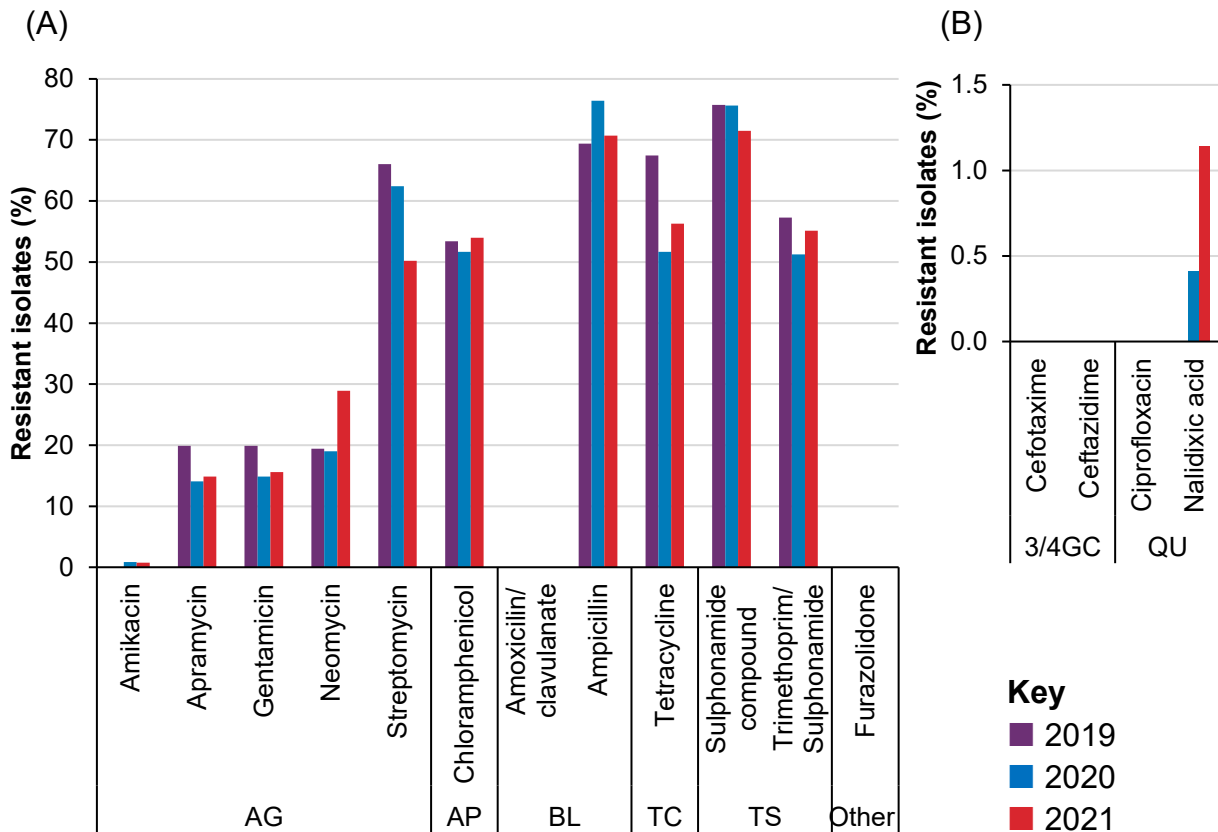 (A)
Resistant isolates (%)
80
70
60
50
40
30
20
10
0
Amikacin
Apramycin
Gentamicin
Neomycin
Streptomycin
Chloramphenicol
Amoxicilin/
clavulanate
Ampicillin
Tetracycline
Sulphonamide
compound
Trimethoprim/
Sulphonamide
Furazolidone
AG
AP
BL
TC
TS
Other
(B)
Resistant isolates (%)
1.5
1.0
0.5
0.0
Cefotaxime
Ceftazidime
Ciprofloxacin
Nalidixic acid
3/4GC
QU
Key
2019
2020
2021